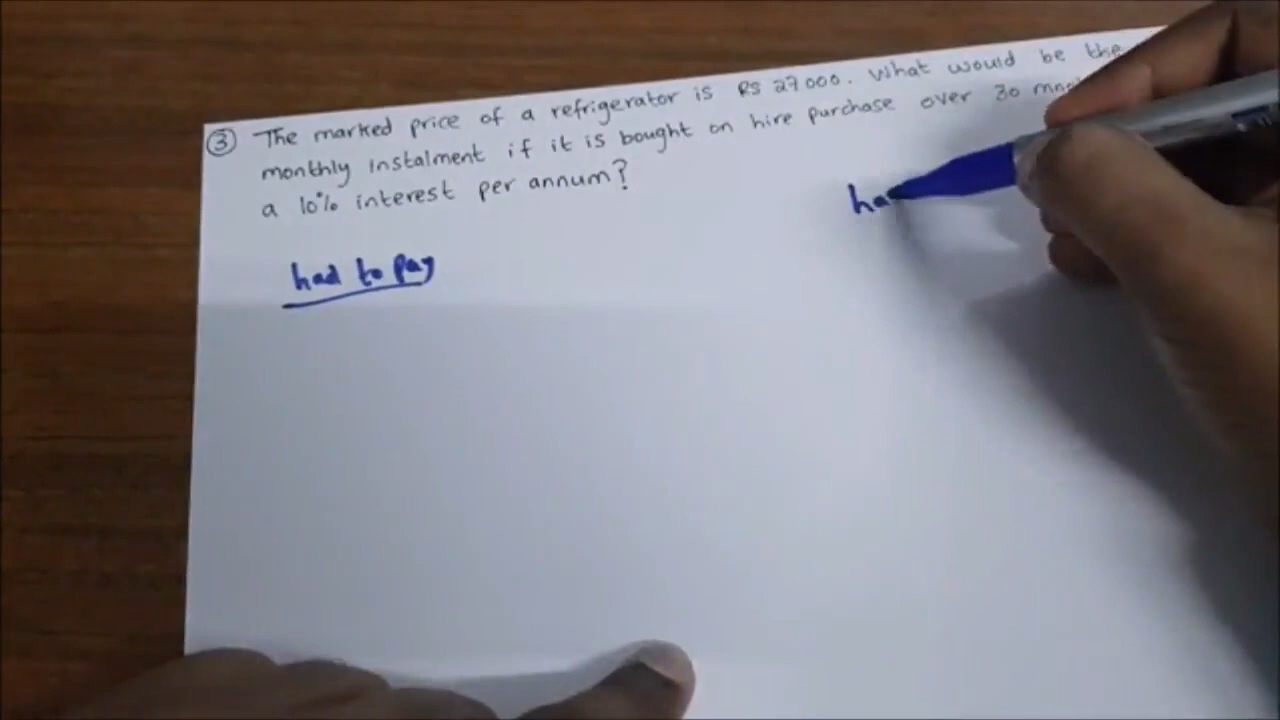 ③ The marked price of a refrigerator is Rs 27000. What would be the
monthly instalment if it is bought on hire purchase over 30
a 10% interest per annum?
had to pay
ha